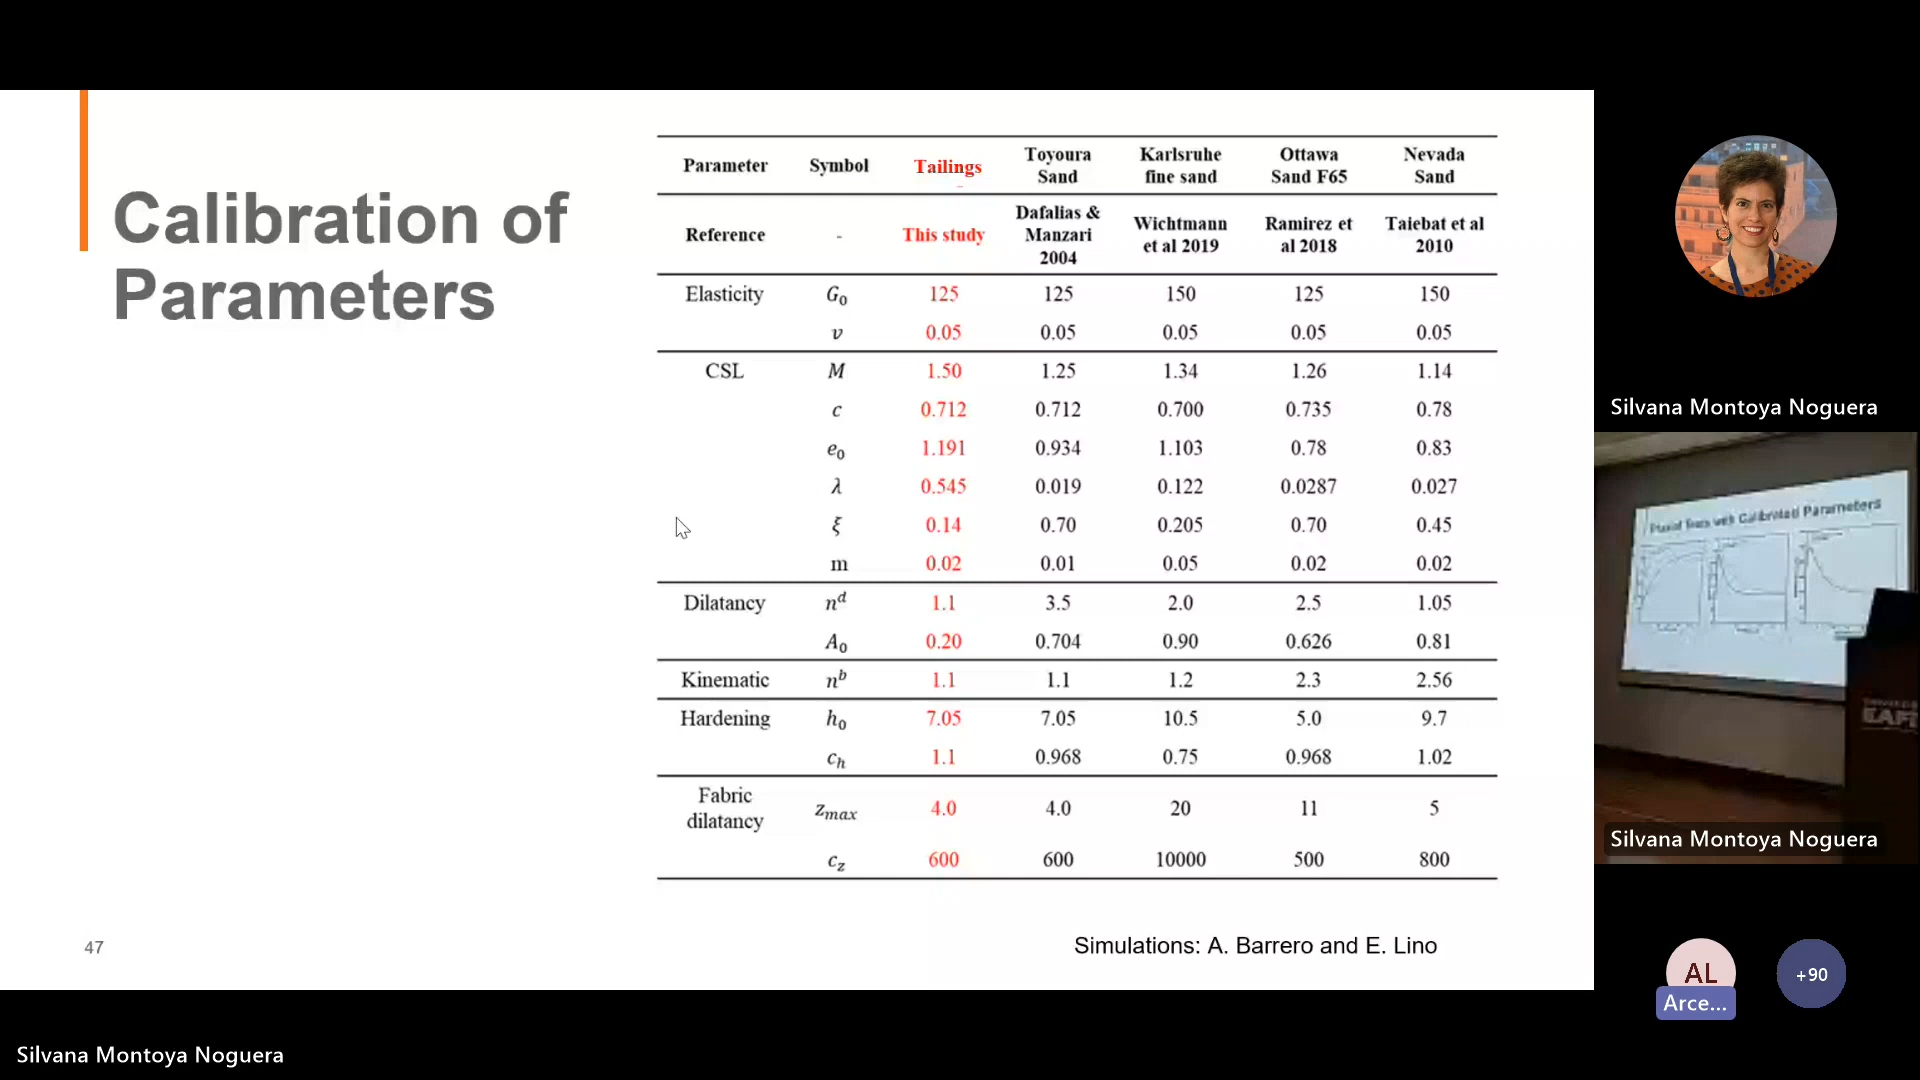 Calibration of
Parameters
Parameter Symbol Tailings Toyoura Sand Karlsruhe fine sand Ottawa Sand F65 Nevada Sand
Reference - This study Dafalias & Manzari 2004 Wichtmann et al 2019 Ramirez et al 2018 Taiebat et al 2010
Elasticity G₀ 125 125 150 125 150
ν 0.05 0.05 0.05 0.05 0.05
CSL M 1.50 1.25 1.34 1.26 1.14
c 0.712 0.712 0.700 0.735 0.78
e₀ 1.191 0.934 1.103 0.78 0.83
λ 0.545 0.019 0.122 0.0287 0.027
ξ 0.14 0.70 0.205 0.70 0.45
m 0.02 0.01 0.05 0.02 0.02
Dilatancy nᵈ 1.1 3.5 2.0 2.5 1.05
A₀ 0.20 0.704 0.90 0.626 0.81
Kinematic nᵇ 1.1 1.1 1.2 2.3 2.56
Hardening h₀ 7.05 7.05 10.5 5.0 9.7
cₕ 1.1 0.968 0.75 0.968 1.02
Fabric dilatancy zₘₐₓ 4.0 4.0 20 11 5
c_z 600 600 10000 500 800
47
Simulations: A. Barrero and E. Lino
Silvana Montoya Noguera
Tests with Calibrated Parameters
Silvana Montoya Noguera
AL
Arce...
+90
Silvana Montoya Noguera